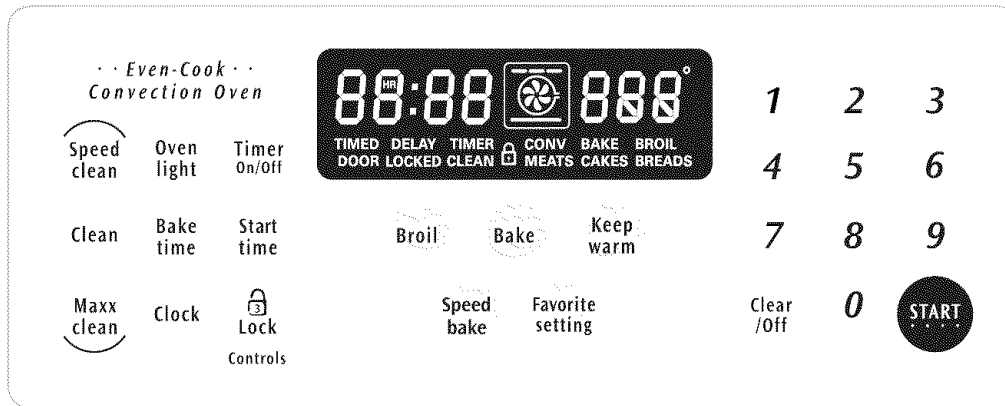 · · Even-Cook · ·
Convection Oven
Speed
clean
Oven
light
Timer
On/Off
Clean
Bake
time
Start
time
Maxx
clean
Clock
3
Lock
Controls
88:88
HR
888°
TIMED DELAY TIMER CONV BAKE BROIL
DOOR LOCKED CLEAN MEATS CAKES BREADS
Broil
Bake
Keep
warm
Speed
bake
Favorite
setting
1 2 3
4 5 6
7 8 9
Clear
/Off
0
START